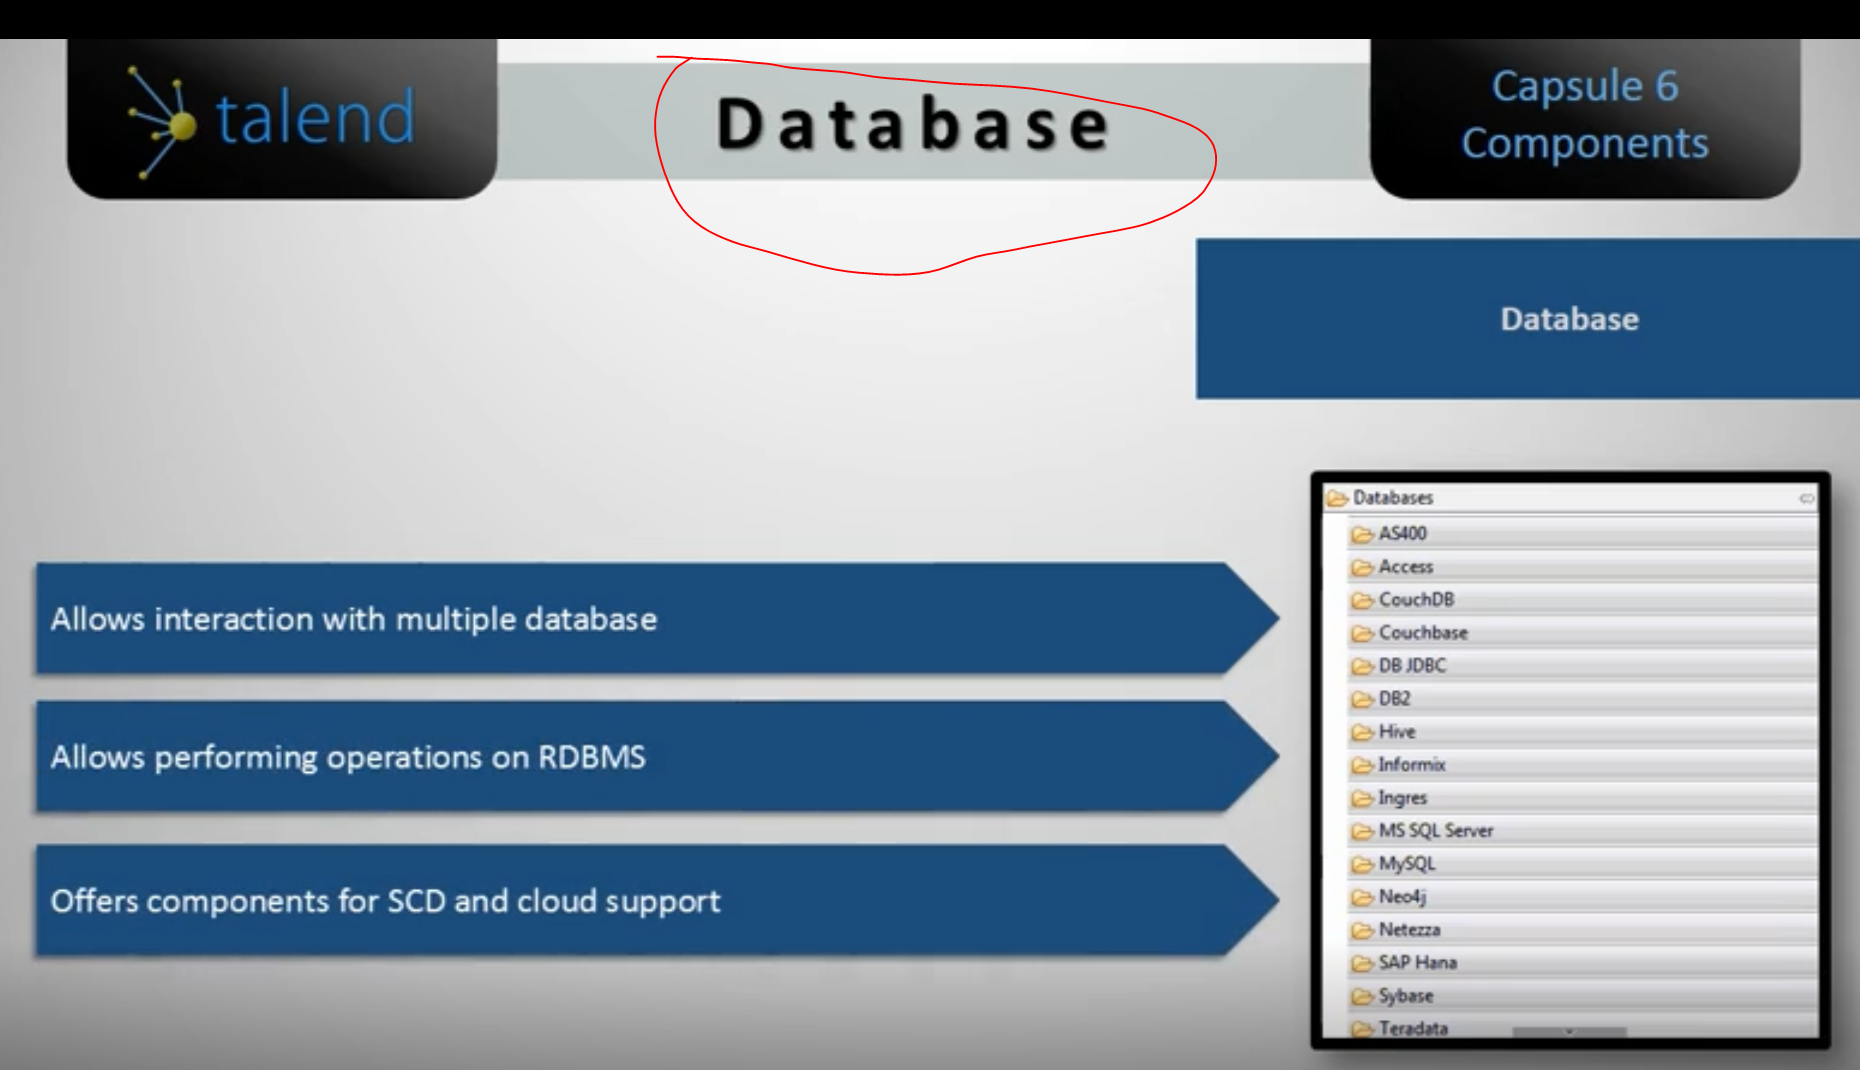 talend
Database
Capsule 6
Components
Database
Allows interaction with multiple database
Allows performing operations on RDBMS
Offers components for SCD and cloud support
Databases
AS400
Access
CouchDB
Couchbase
DB JDBC
DB2
Hive
Informix
Ingres
MS SQL Server
MySQL
Neo4j
Netezza
SAP Hana
Sybase
Teradata